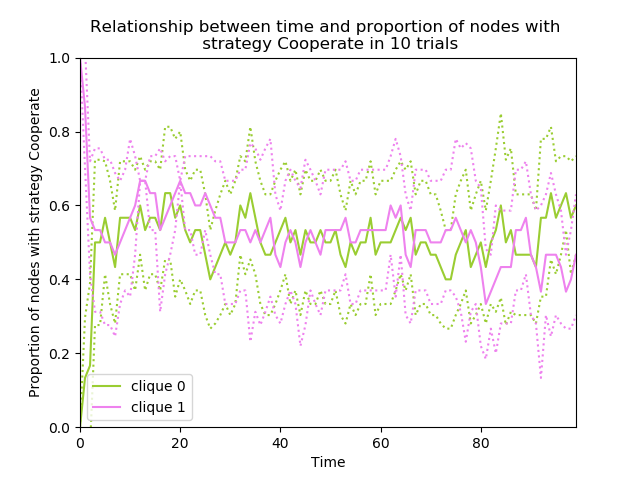 Relationship between time and proportion of nodes with
strategy Cooperate in 10 trials
1.0
0.8
0.6
0.4
0.2
0.0
Proportion of nodes with strategy Cooperate
clique 0
clique 1
0
20
40
60
80
Time